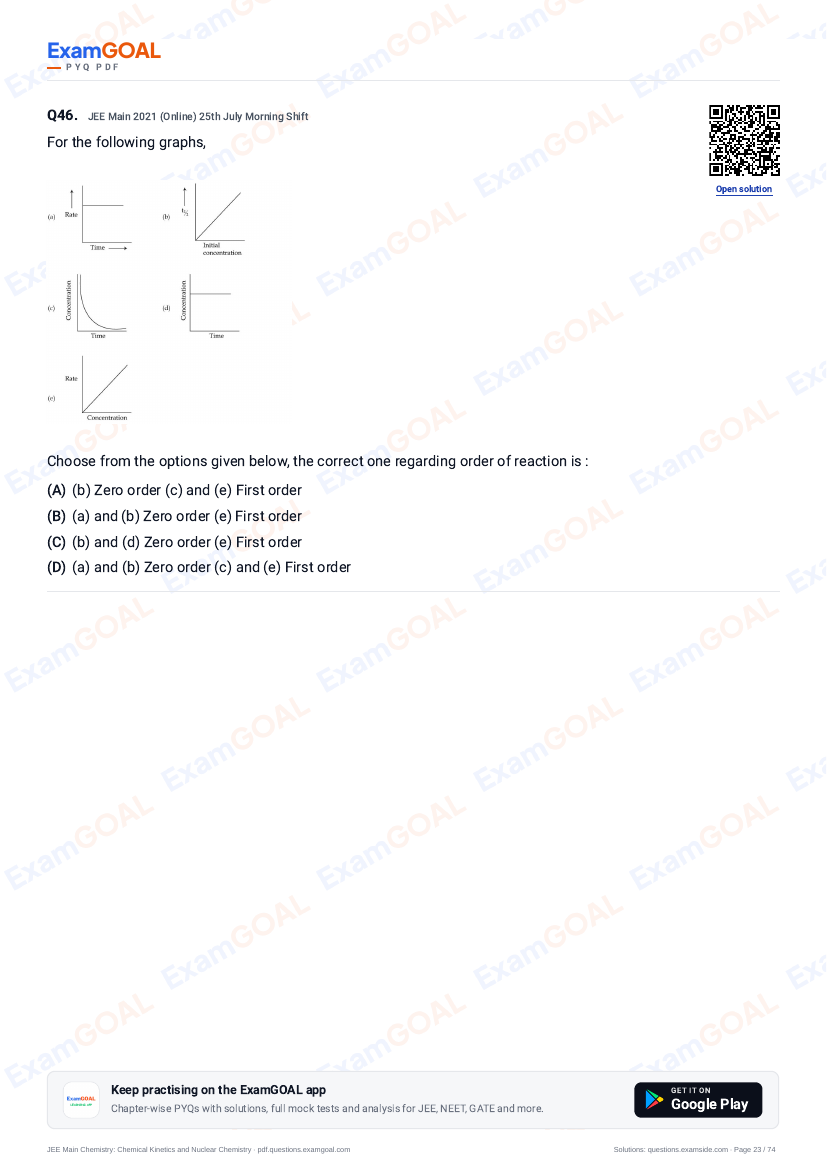 ExamGOAL
PYQ PDF
Q46. JEE Main 2021 (Online) 25th July Morning Shift
For the following graphs,
Open solution
(a) Rate Time
(b) t½ Initial concentration
(c) Concentration Time
(d) Concentration Time
(e) Rate Concentration
Choose from the options given below, the correct one regarding order of reaction is :
(A) (b) Zero order (c) and (e) First order
(B) (a) and (b) Zero order (e) First order
(C) (b) and (d) Zero order (e) First order
(D) (a) and (b) Zero order (c) and (e) First order
Keep practising on the ExamGOAL app
Chapter-wise PYQs with solutions, full mock tests and analysis for JEE, NEET, GATE and more.
GET IT ON
Google Play
JEE Main Chemistry: Chemical Kinetics and Nuclear Chemistry · pdf.questions.examgoal.com
Solutions: questions.examside.com · Page 23 / 74